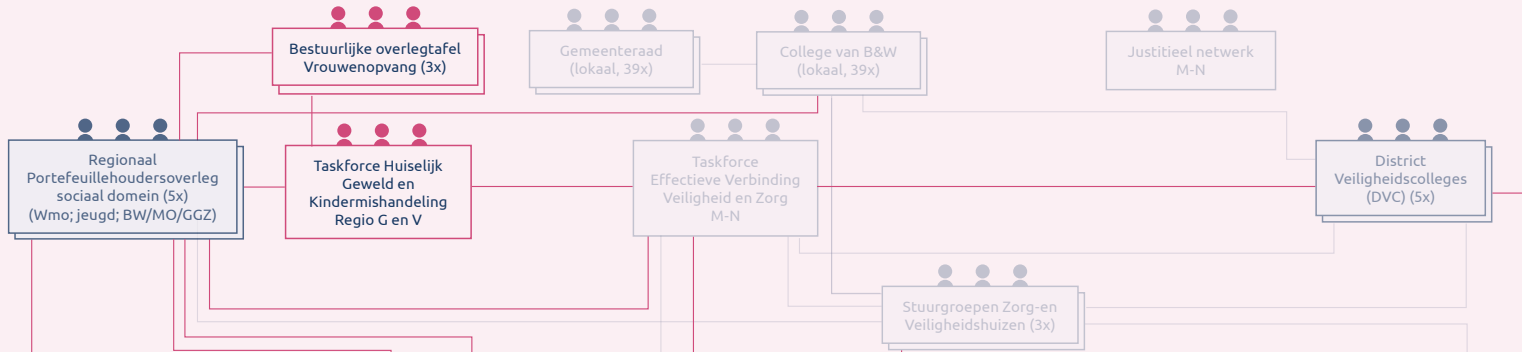 Bestuurlijke overlegtafel
Vrouwenopvang (3x)
Gemeenteraad
(lokaal, 39x)
College van B&W
(lokaal, 39x)
Justitieel netwerk
M-N
Regionaal
Portefeuillehoudersoverleg
sociaal domein (5x)
(Wmo; jeugd; BW/MO/GGZ)
Taskforce Huiselijk
Geweld en
Kindermishandeling
Regio G en V
Taskforce
Effectieve Verbinding
Veiligheid en Zorg
M-N
District
Veiligheidscolleges
(DVC) (5x)
Stuurgroepen Zorg-en
Veiligheidshuizen (3x)